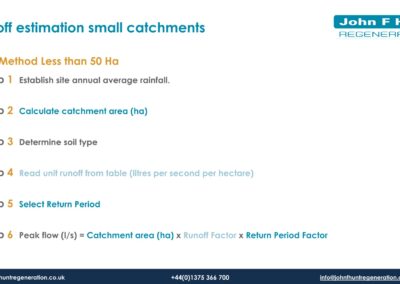 off estimation small catchments
John F H
REGENERAT
Method Less than 50 Ha
p 1 Establish site annual average rainfall.
p 2 Calculate catchment area (ha)
p 3 Determine soil type
p 4 Read unit runoff from table (litres per second per hectare)
p 5 Select Return Period
p 6 Peak flow (l/s) = Catchment area (ha) x Runoff Factor x Return Period Factor
huntregeneration.co.uk
+44(0)1375 366 700
info@johnfhuntregeneration.co